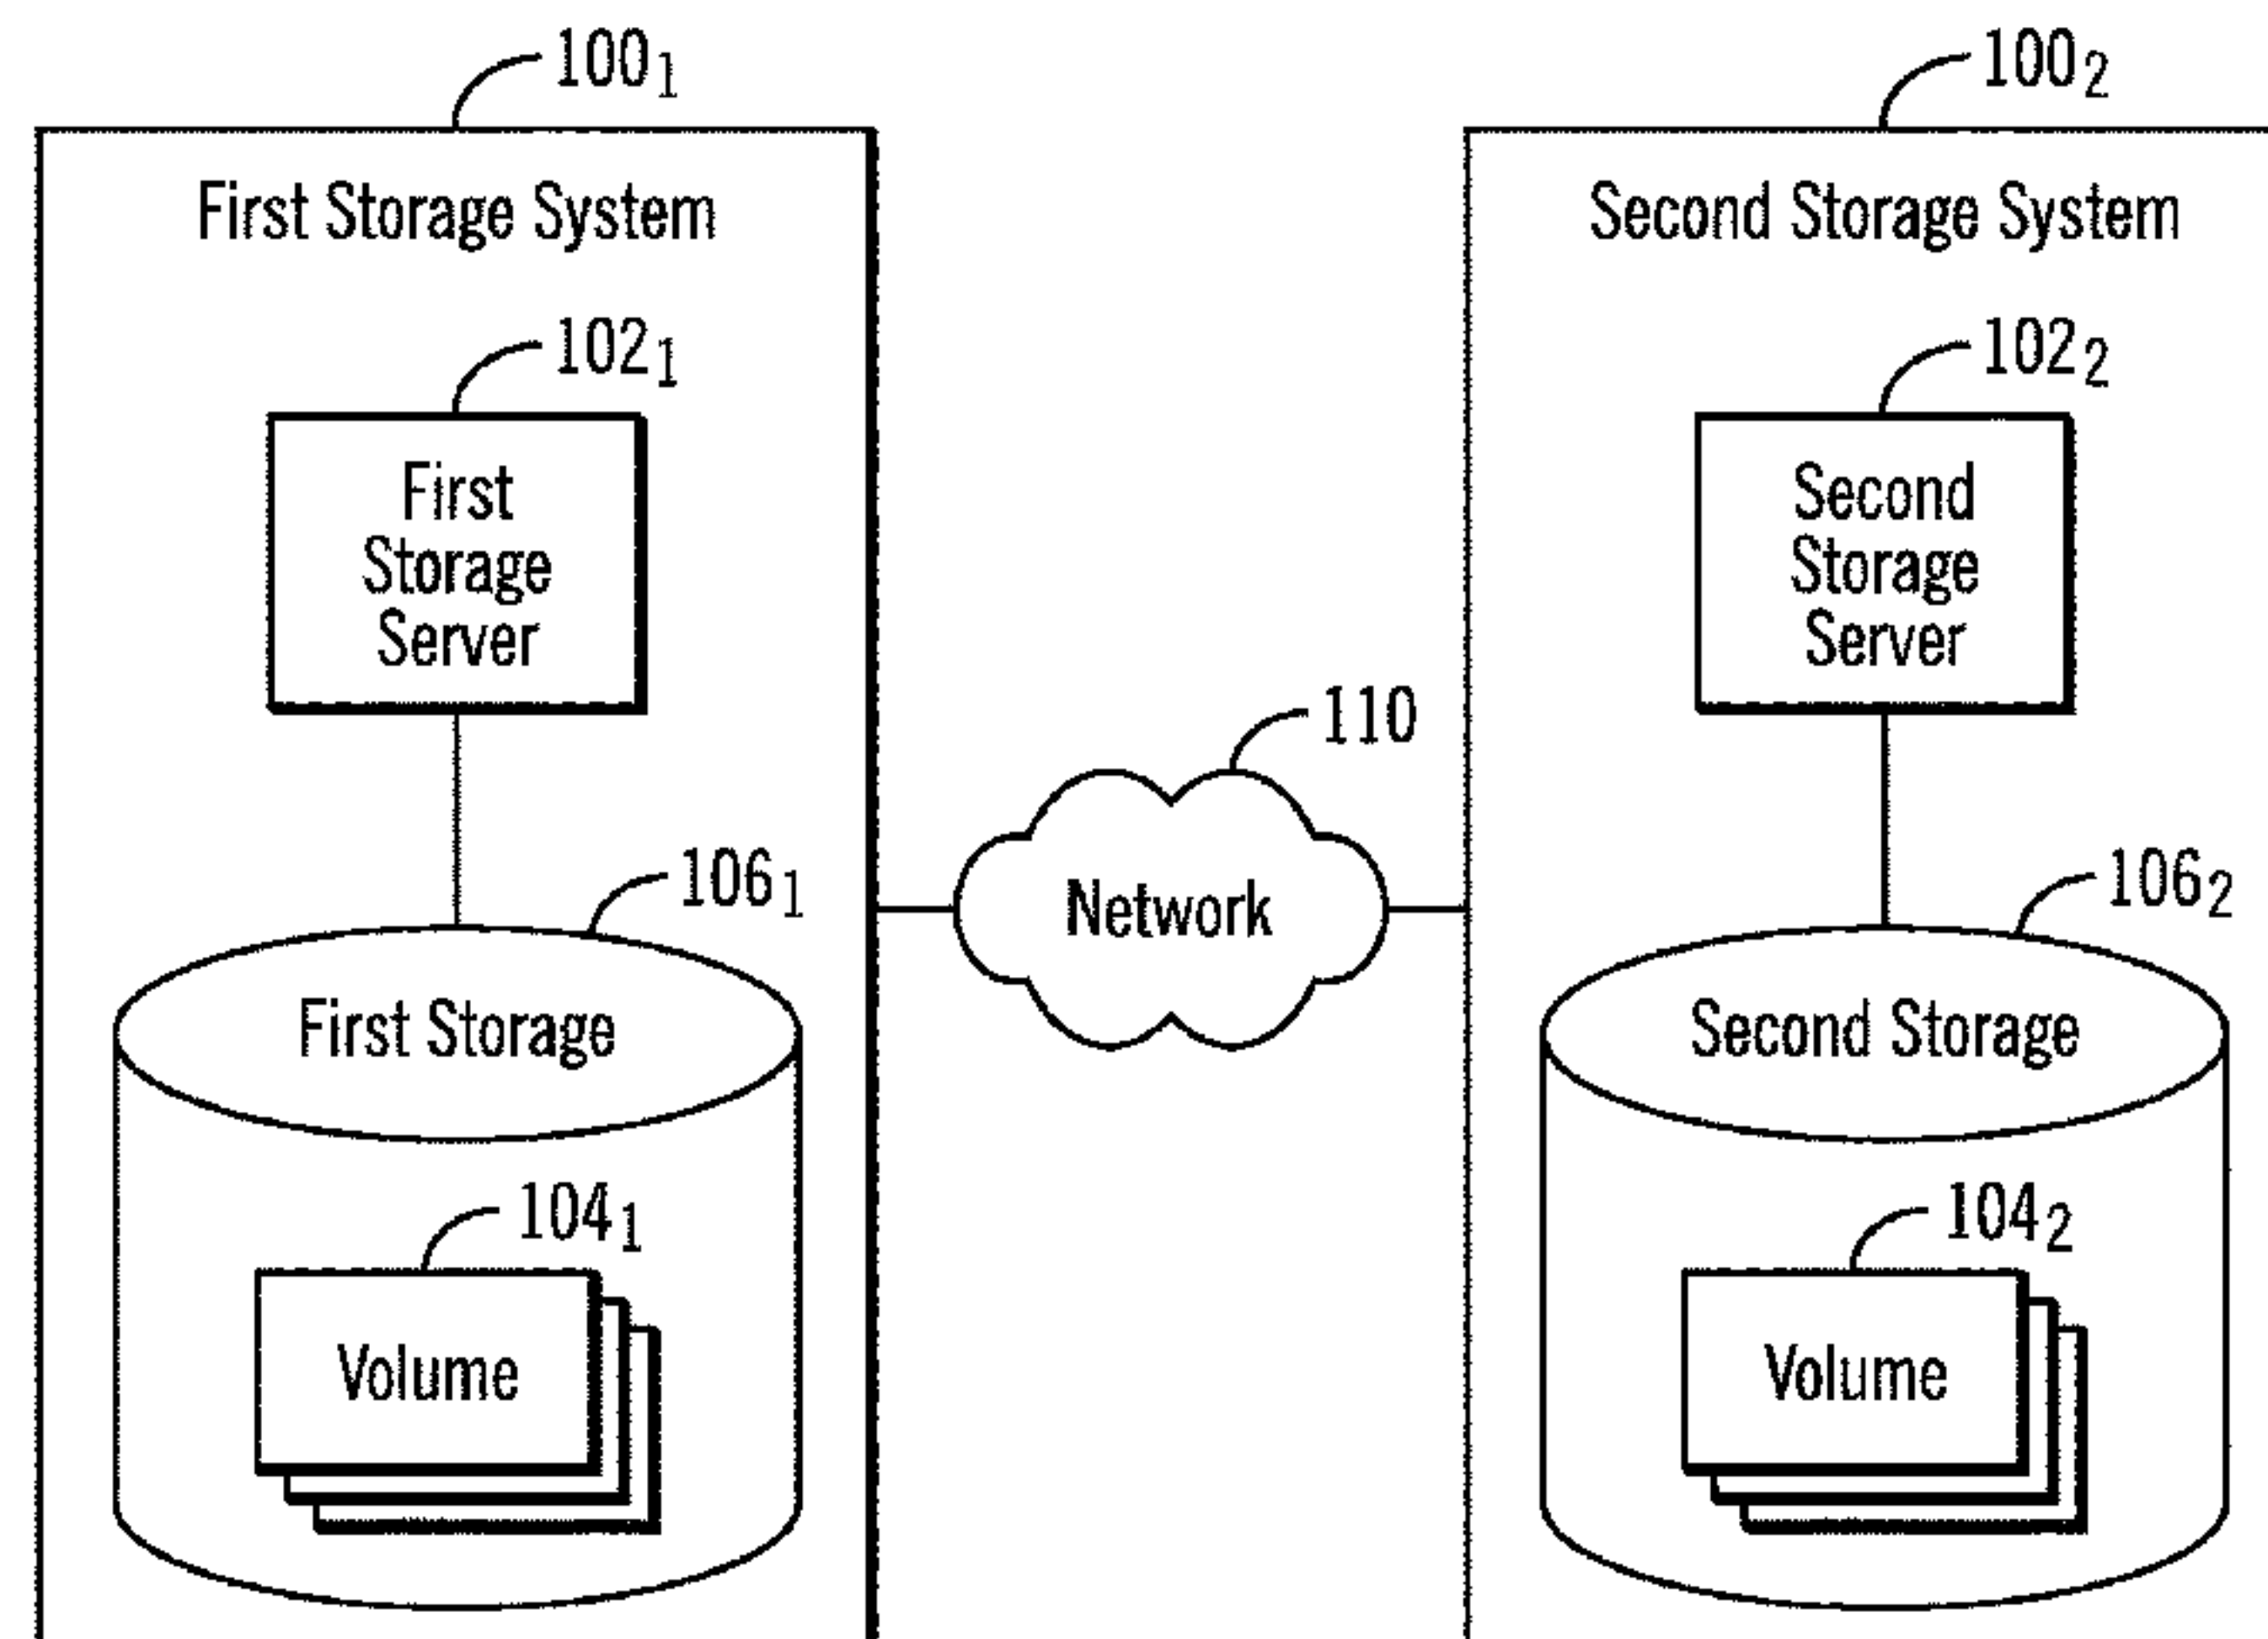 100₁
First Storage System
102₁
First
Storage
Server
106₁
First Storage
104₁
Volume
110
Network
100₂
Second Storage System
102₂
Second
Storage
Server
106₂
Second Storage
104₂
Volume